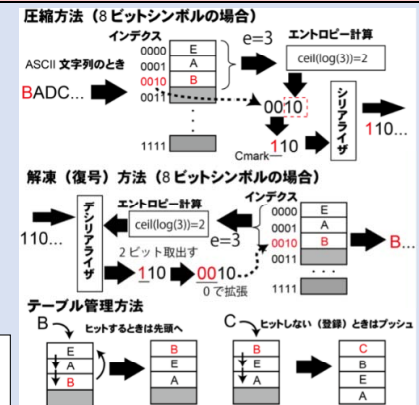 圧縮方法（8 ビットシンボルの場合）
インデクス
e=3
エントロピー計算
ceil(log(3))=2
ASCII 文字列のとき
BADC...
0000 E
0001 A
0010 B
0011
1111
0010
Cmark
110
シリアライザ
110...
解凍（復号）方法（8 ビットシンボルの場合）
110...
デシリアライザ
エントロピー計算
ceil(log(3))=2
e=3
インデクス
0000 E
0001 A
0010 B
0011
1111
2 ビット取出す
110
0010
0 で拡張
B...
テーブル管理方法
B
ヒットするときは先頭へ
E
A
B
B
E
A
C
ヒットしない（登録）ときはプッシュ
B
E
A
C
B
E
A